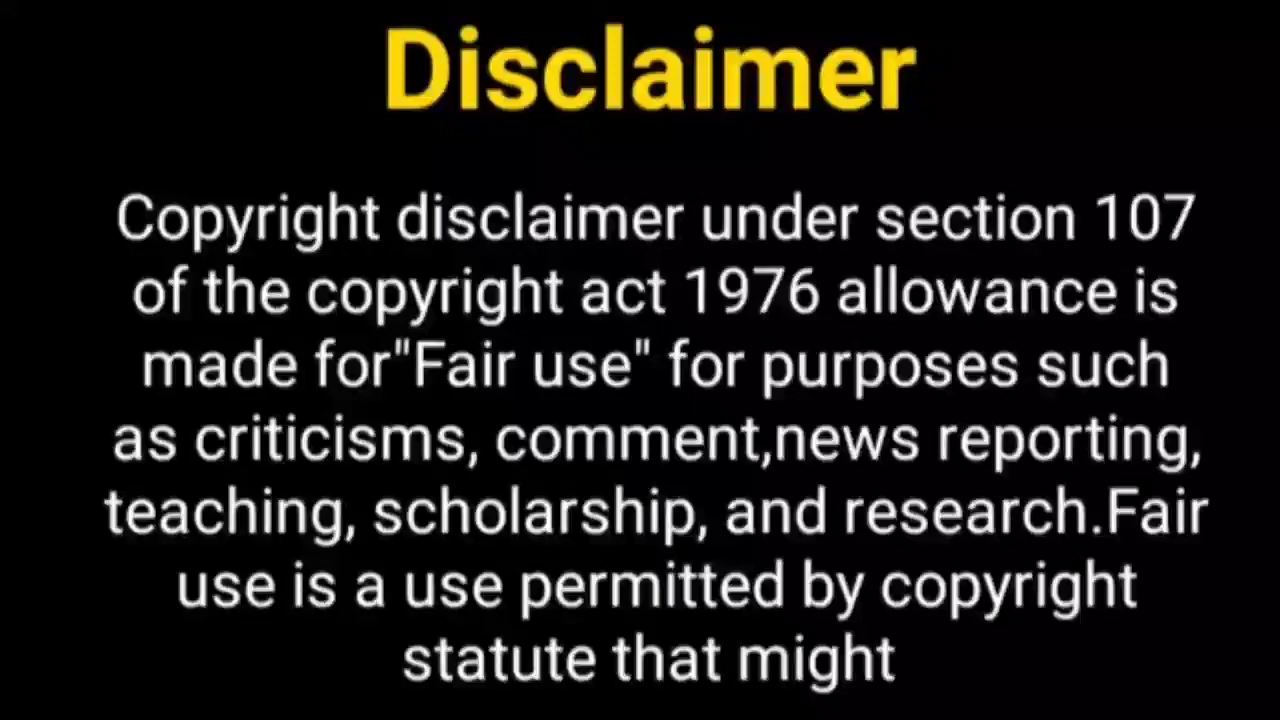 Disclaimer
Copyright disclaimer under section 107
of the copyright act 1976 allowance is
made for"Fair use" for purposes such
as criticisms, comment,news reporting,
teaching, scholarship, and research.Fair
use is a use permitted by copyright
statute that might